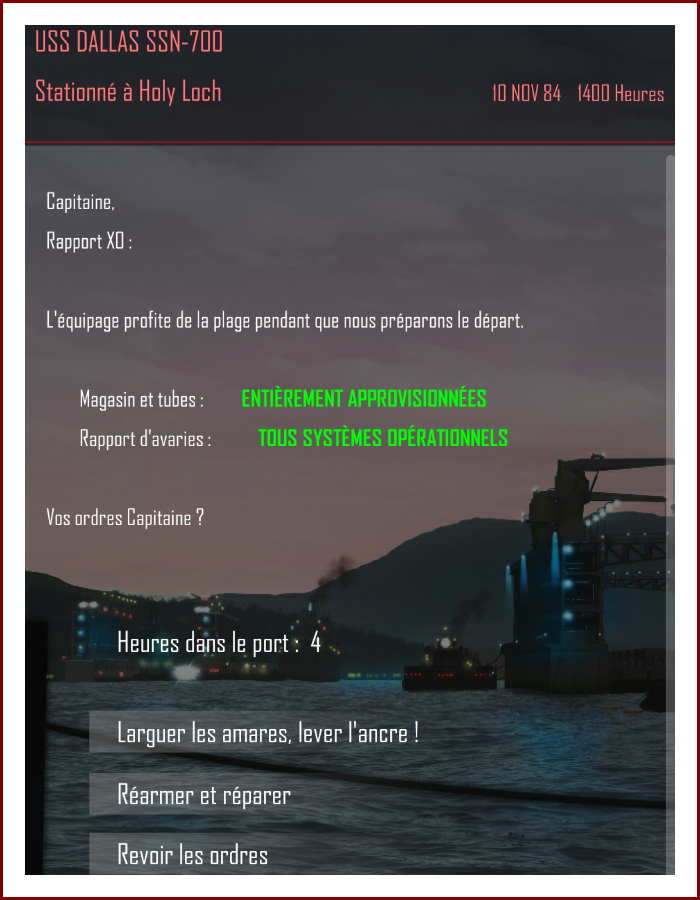 USS DALLAS SSN-700
Stationné à Holy Loch
10 NOV 84 1400 Heures
Capitaine,
Rapport XO :
L'équipage profite de la plage pendant que nous préparons le départ.
Magasin et tubes : ENTIÈREMENT APPROVISIONNÉES
Rapport d'avaries : TOUS SYSTÈMES OPÉRATIONNELS
Vos ordres Capitaine ?
Heures dans le port : 4
Larguer les amares, lever l'ancre !
Réarmer et réparer
Revoir les ordres